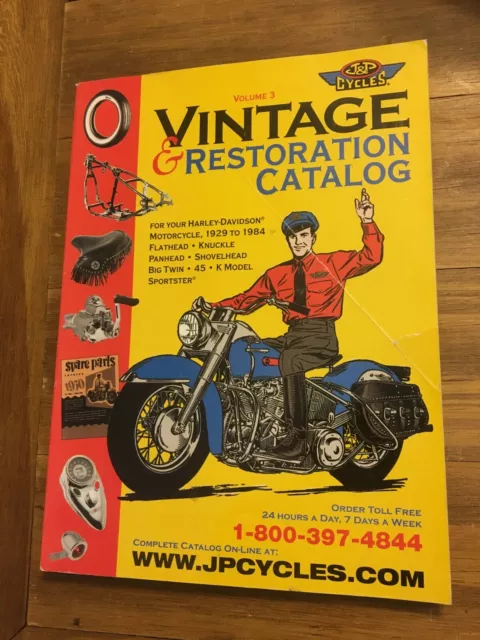 J&P
CYCLES®
VOLUME 3
VINTAGE
& RESTORATION
CATALOG
FOR YOUR HARLEY-DAVIDSON®
MOTORCYCLE, 1929 TO 1984
FLATHEAD • KNUCKLE
PANHEAD • SHOVELHEAD
BIG TWIN • 45 • K MODEL
SPORTSTER®
spare parts
1970
ORDER TOLL FREE
24 HOURS A DAY, 7 DAYS A WEEK
1-800-397-4844
COMPLETE CATALOG ON-LINE AT:
WWW.JPCYCLES.COM